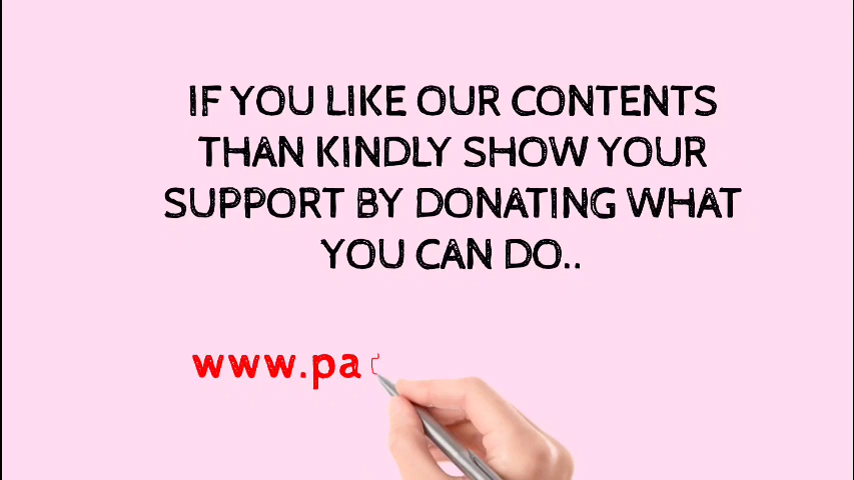 IF YOU LIKE OUR CONTENTS
THAN KINDLY SHOW YOUR
SUPPORT BY DONATING WHAT
YOU CAN DO..
www.pa